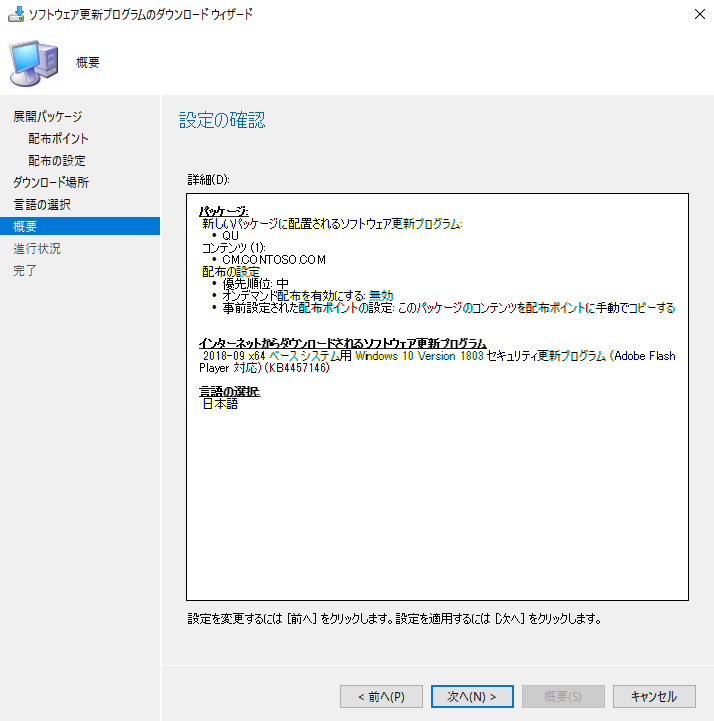 ソフトウェア更新プログラムのダウンロード ウィザード
概要
展開パッケージ
配布ポイント
配布の設定
ダウンロード場所
言語の選択
概要
進行状況
完了
設定の確認
詳細(D):
パッケージ:
新しいパッケージに配置されるソフトウェア更新プログラム:
• QU
コンテンツ (1):
• CM.CONTOSO.COM
配布の設定
• 優先順位: 中
• オンデマンド配布を有効にする: 無効
• 事前設定された配布ポイントの設定: このパッケージのコンテンツを配布ポイントに手動でコピーする
インターネットからダウンロードされるソフトウェア更新プログラム
2018-09 x64 ベース システム用 Windows 10 Version 1803 セキュリティ更新プログラム (Adobe Flash
Player 対応) (KB4457146)
言語の選択:
日本語
設定を変更するには [前へ] をクリックします。設定を適用するには [次へ] をクリックします。
< 前へ(P)
次へ(N) >
概要(S)
キャンセル